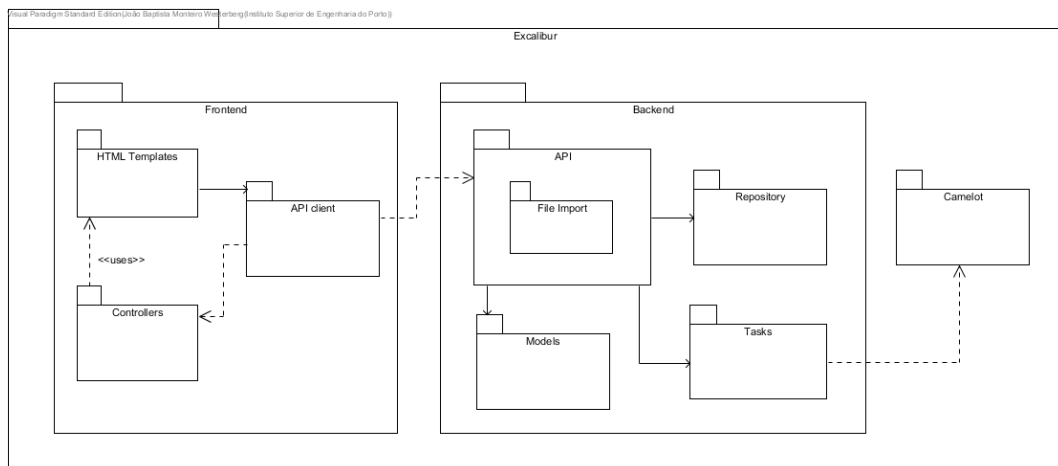 Visual Paradigm Standard Edition(João Baptista Monteiro Westerberg(Instituto Superior de Engenharia do Porto))
Excalibur
Frontend
Backend
HTML Templates
API
API client
File Import
Repository
Camelot
<<uses>>
Controllers
Models
Tasks